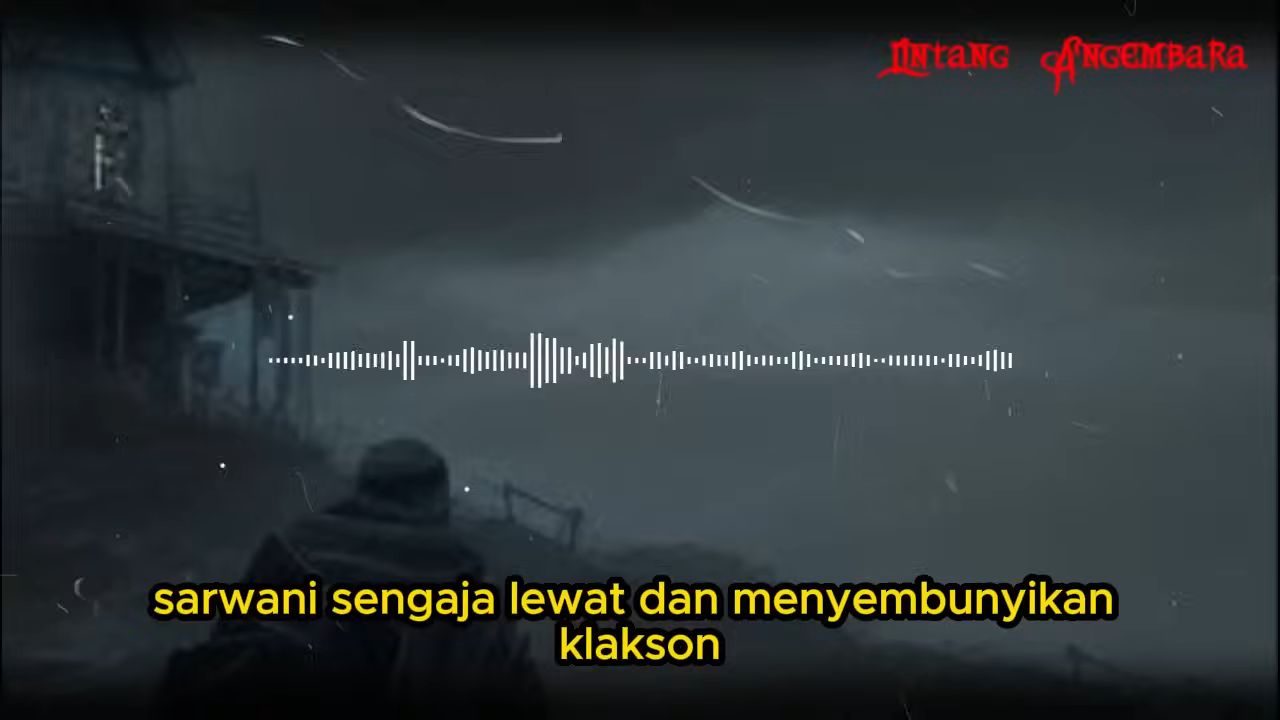 Lintang Angembara
sarwani sengaja lewat dan menyembunyikan
klakson